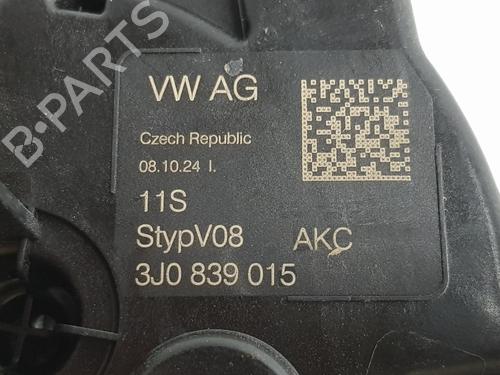 VW AG
Czech Republic
08.10.24 I.
11S
StypV08 AKC
3J0 839 015
B-PARTS